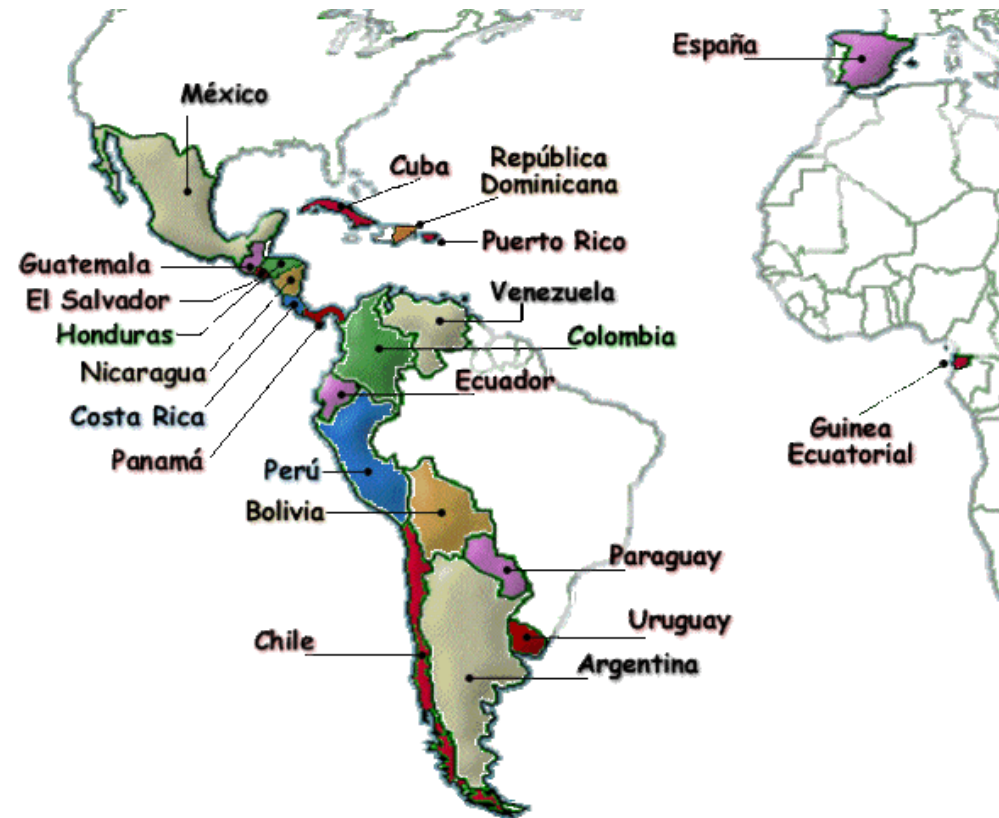 España
México
Cuba
República
Dominicana
Puerto Rico
Guatemala
El Salvador
Honduras
Nicaragua
Costa Rica
Panamá
Venezuela
Colombia
Ecuador
Guinea
Ecuatorial
Perú
Bolivia
Paraguay
Uruguay
Chile
Argentina